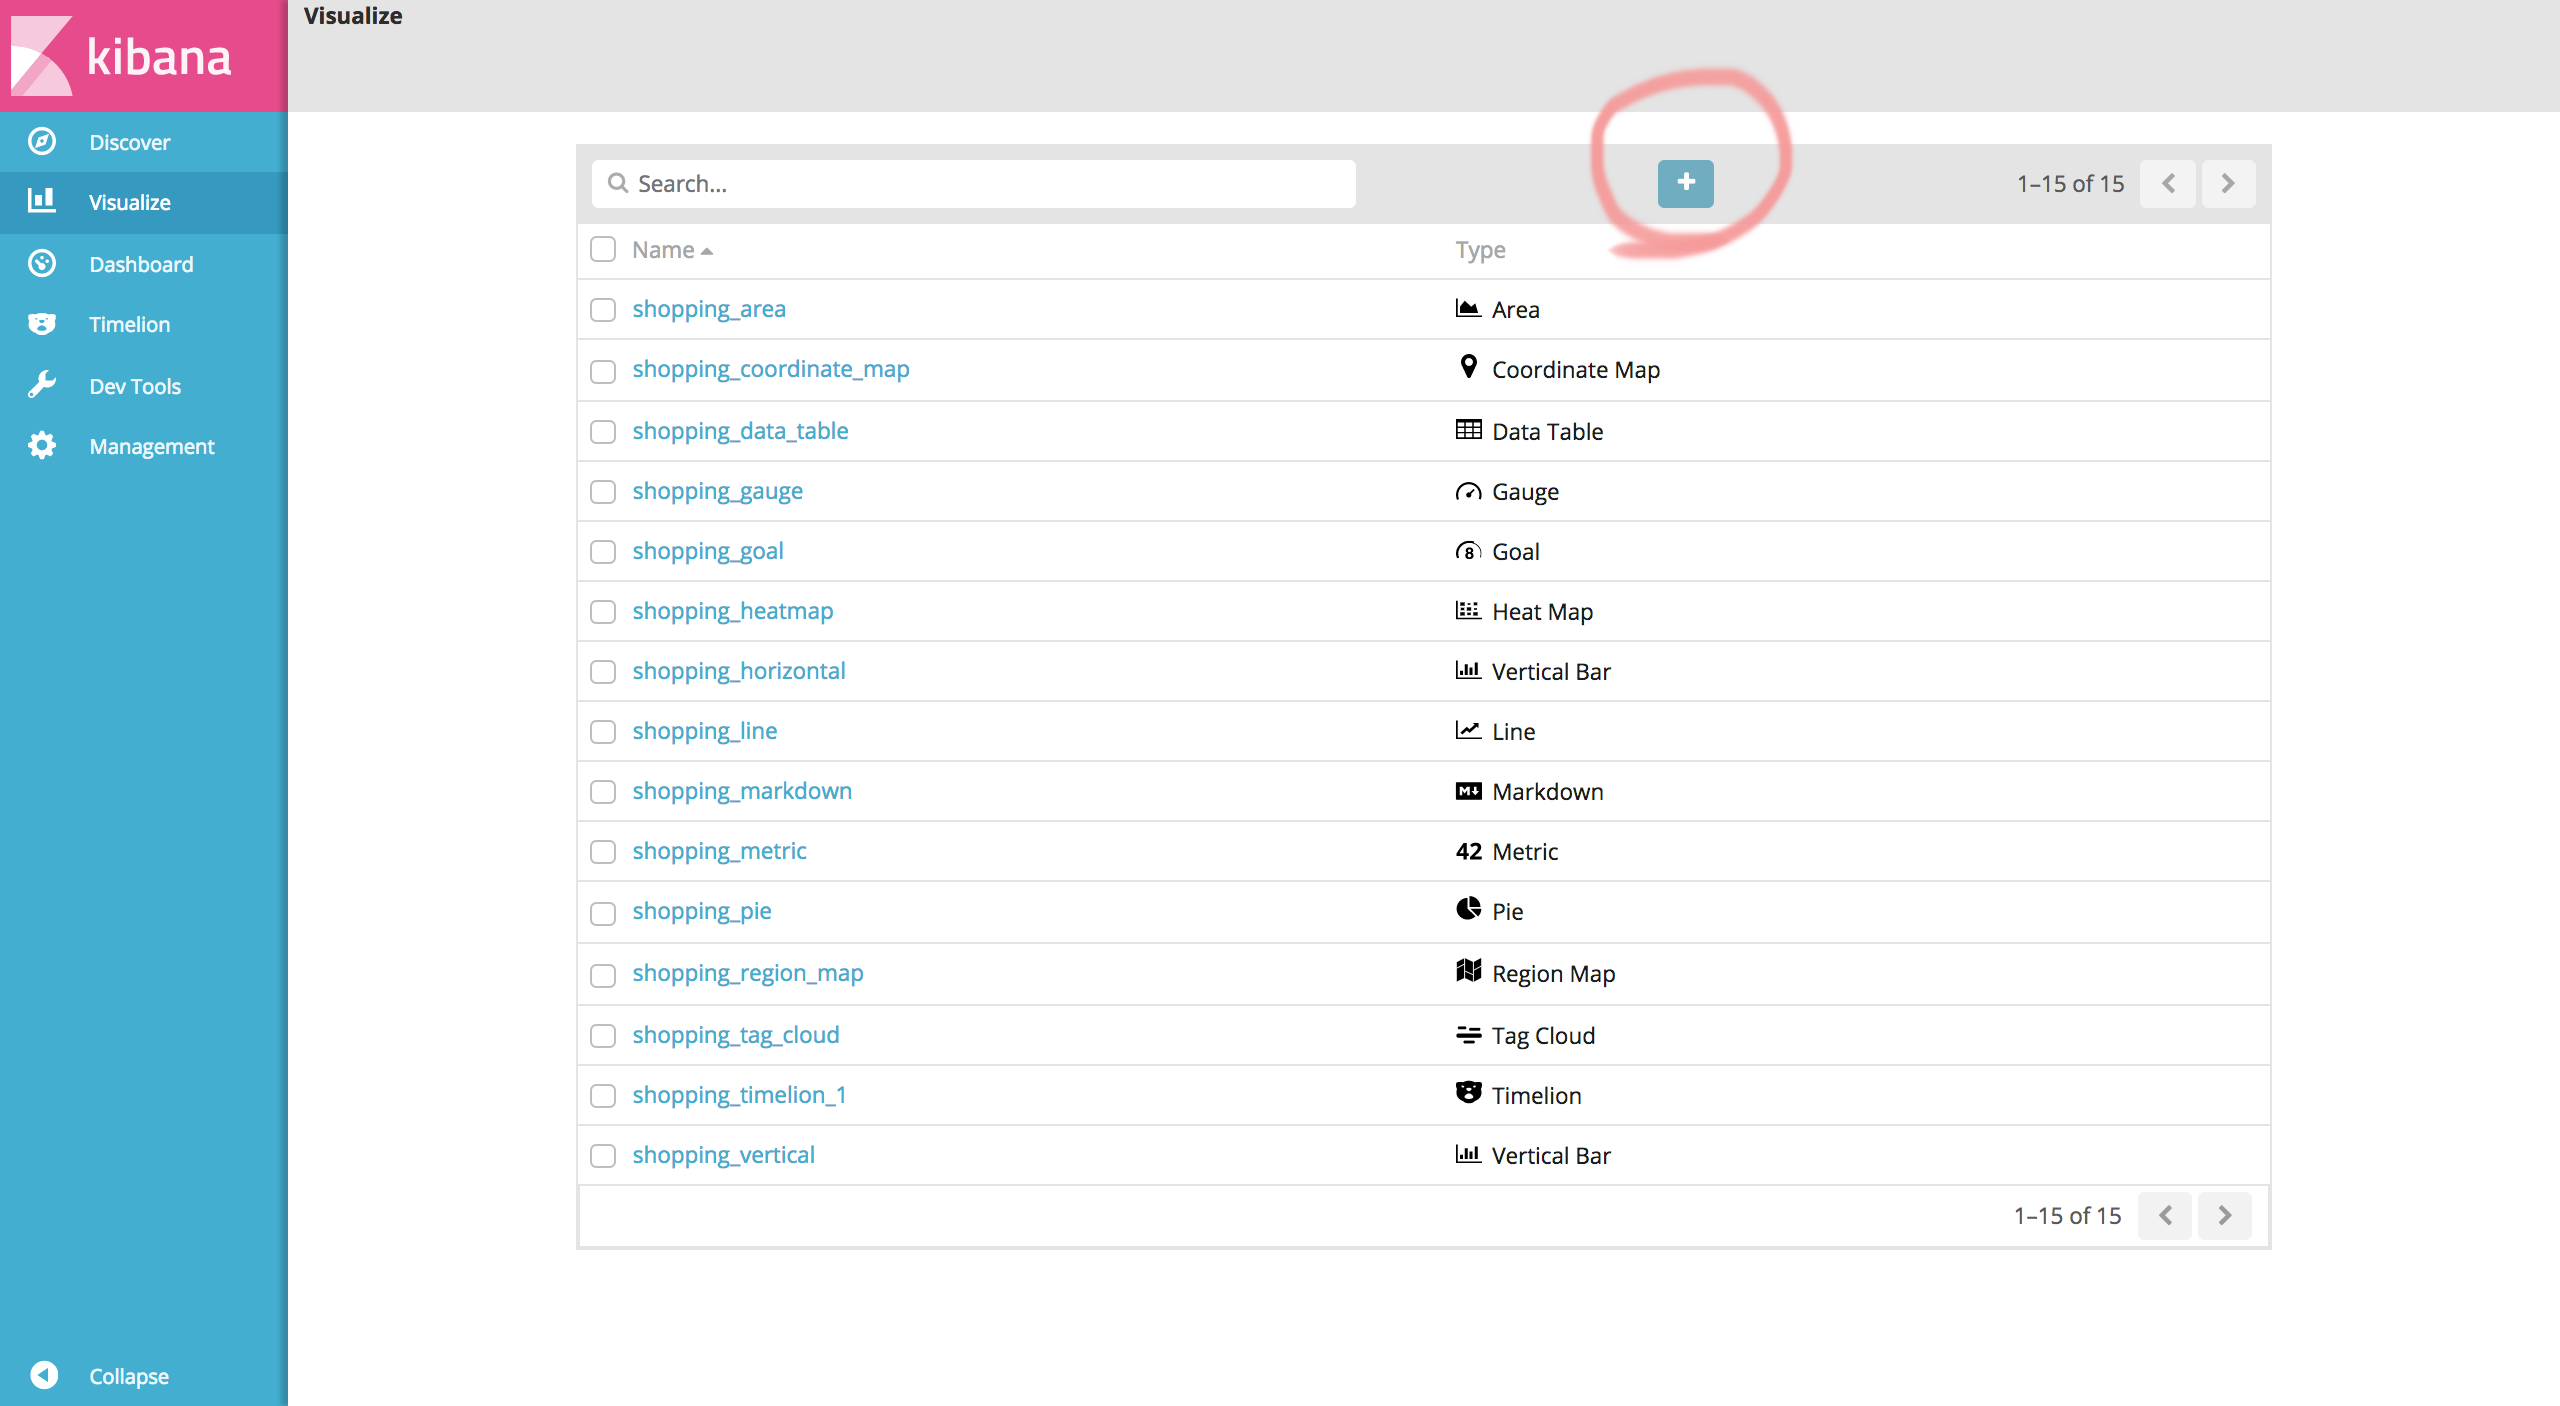 kibana
Visualize
Discover
Visualize
Dashboard
Timelion
Dev Tools
Management
Collapse
Search...
1–15 of 15
Name Type
shopping_area Area
shopping_coordinate_map Coordinate Map
shopping_data_table Data Table
shopping_gauge Gauge
shopping_goal 8 Goal
shopping_heatmap Heat Map
shopping_horizontal Vertical Bar
shopping_line Line
shopping_markdown M Markdown
shopping_metric 42 Metric
shopping_pie Pie
shopping_region_map Region Map
shopping_tag_cloud Tag Cloud
shopping_timelion_1 Timelion
shopping_vertical Vertical Bar
1–15 of 15